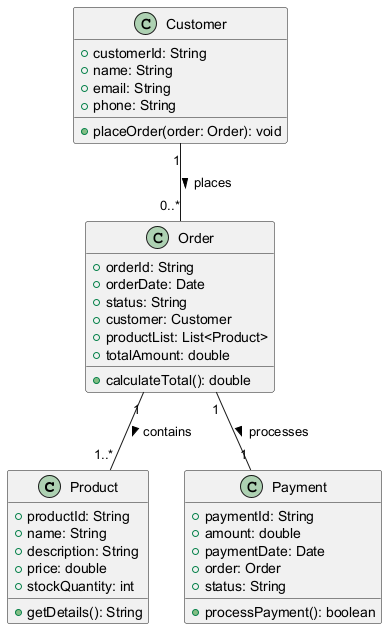 C Customer
customerId: String
name: String
email: String
phone: String
placeOrder(order: Order): void
1
places
0..*
C Order
orderId: String
orderDate: Date
status: String
customer: Customer
productList: List<Product>
totalAmount: double
calculateTotal(): double
1
contains
1..*
1
processes
1
C Product
productId: String
name: String
description: String
price: double
stockQuantity: int
getDetails(): String
C Payment
paymentId: String
amount: double
paymentDate: Date
order: Order
status: String
processPayment(): boolean